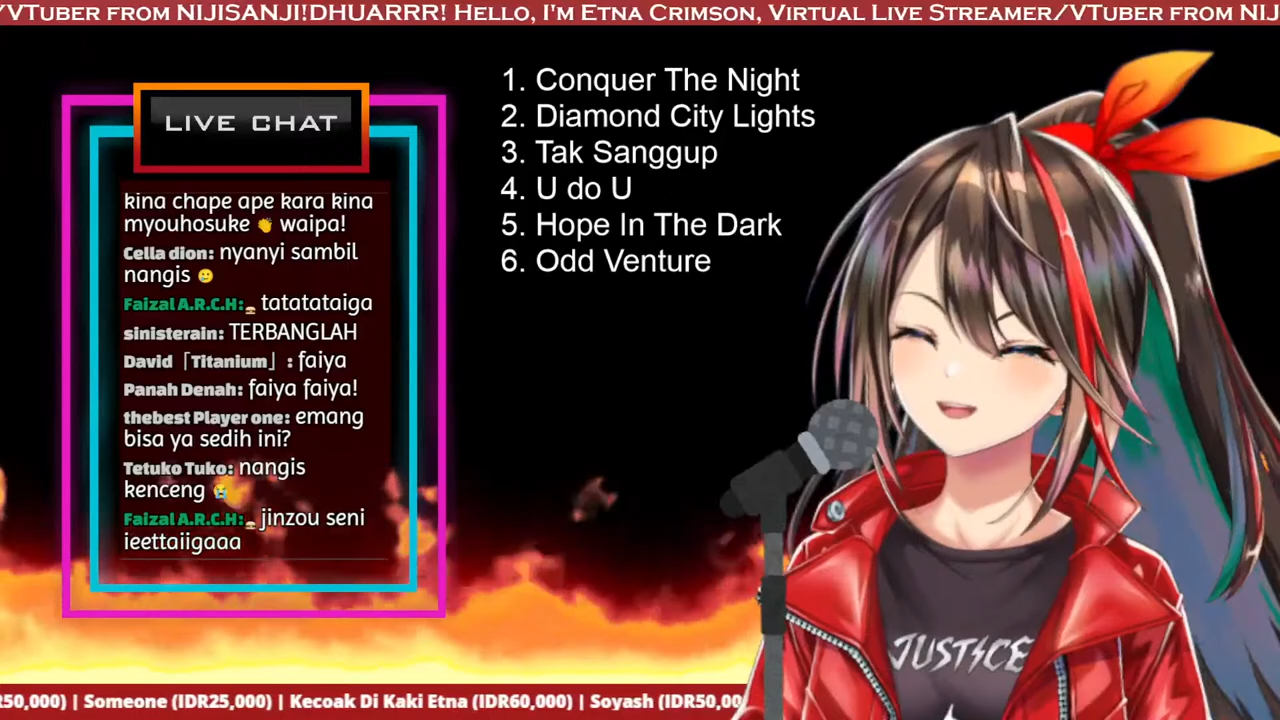 /VTUBER FROM NIJISANJI!DHUARRR! HELLO, I'M ETNA CRIMSON, VIRTUAL LIVE STREAMER/VTUBER FROM NIJ
LIVE CHAT
kina chape ape kara kina
myouhosuke 👏 waipa!
Cella dion: nyanyi sambil
nangis 🥲
Faizal A.R.C.H: tatatataiga
sinisterain: TERBANGLAH
David「Titanium」: faiya
Panah Denah: faiya faiya!
thebest Player one: emang
bisa ya sedih ini?
Tetuko Tuko: nangis
kenceng 😭
Faizal A.R.C.H: jinzou seni
ieettaiigaaa
1. Conquer The Night
2. Diamond City Lights
3. Tak Sanggup
4. U do U
5. Hope In The Dark
6. Odd Venture
JUSTICE
R50,000) | Someone (IDR25,000) | Kecoak Di Kaki Etna (IDR60,000) | Soyash (IDR50,00